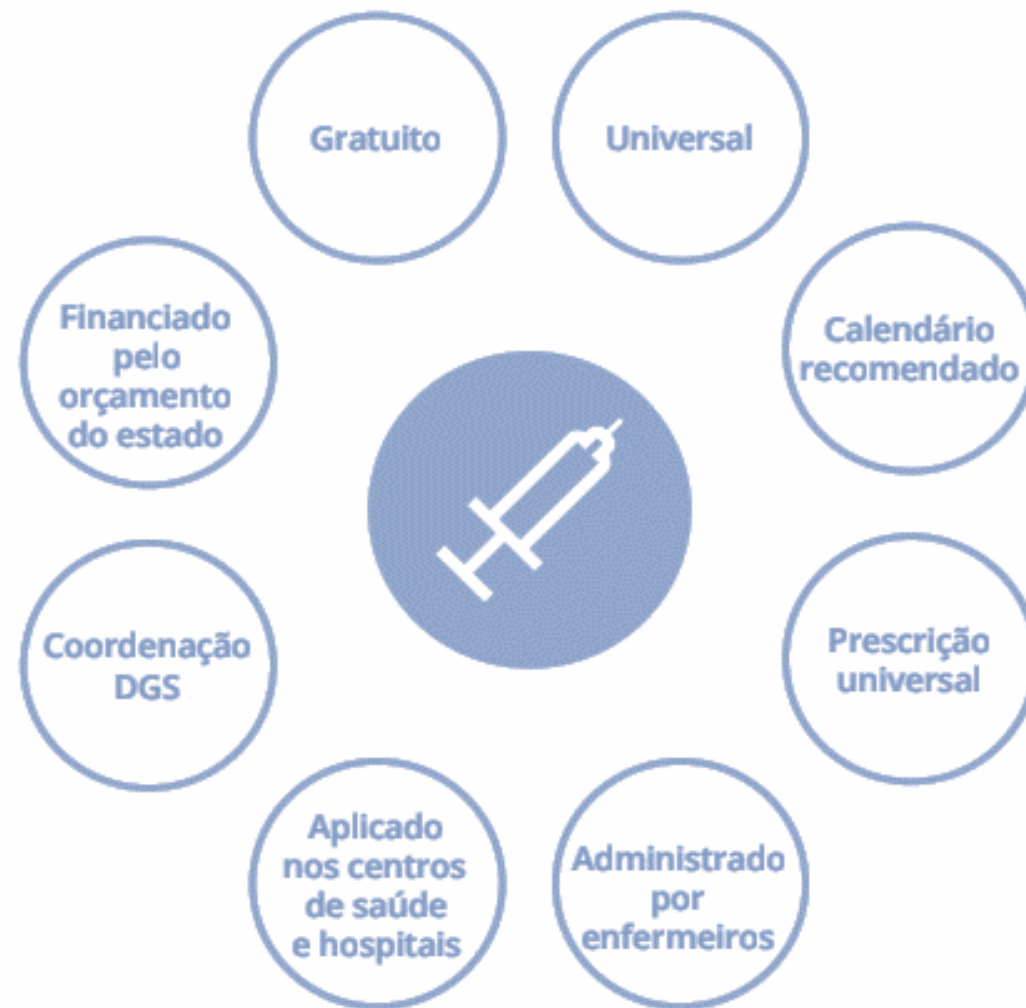 Gratuito
Universal
Financiado
pelo
orçamento
do estado
Calendário
recomendado
Coordenação
DGS
Prescrição
universal
Aplicado
nos centros
de saúde
e hospitais
Administrado
por
enfermeiros